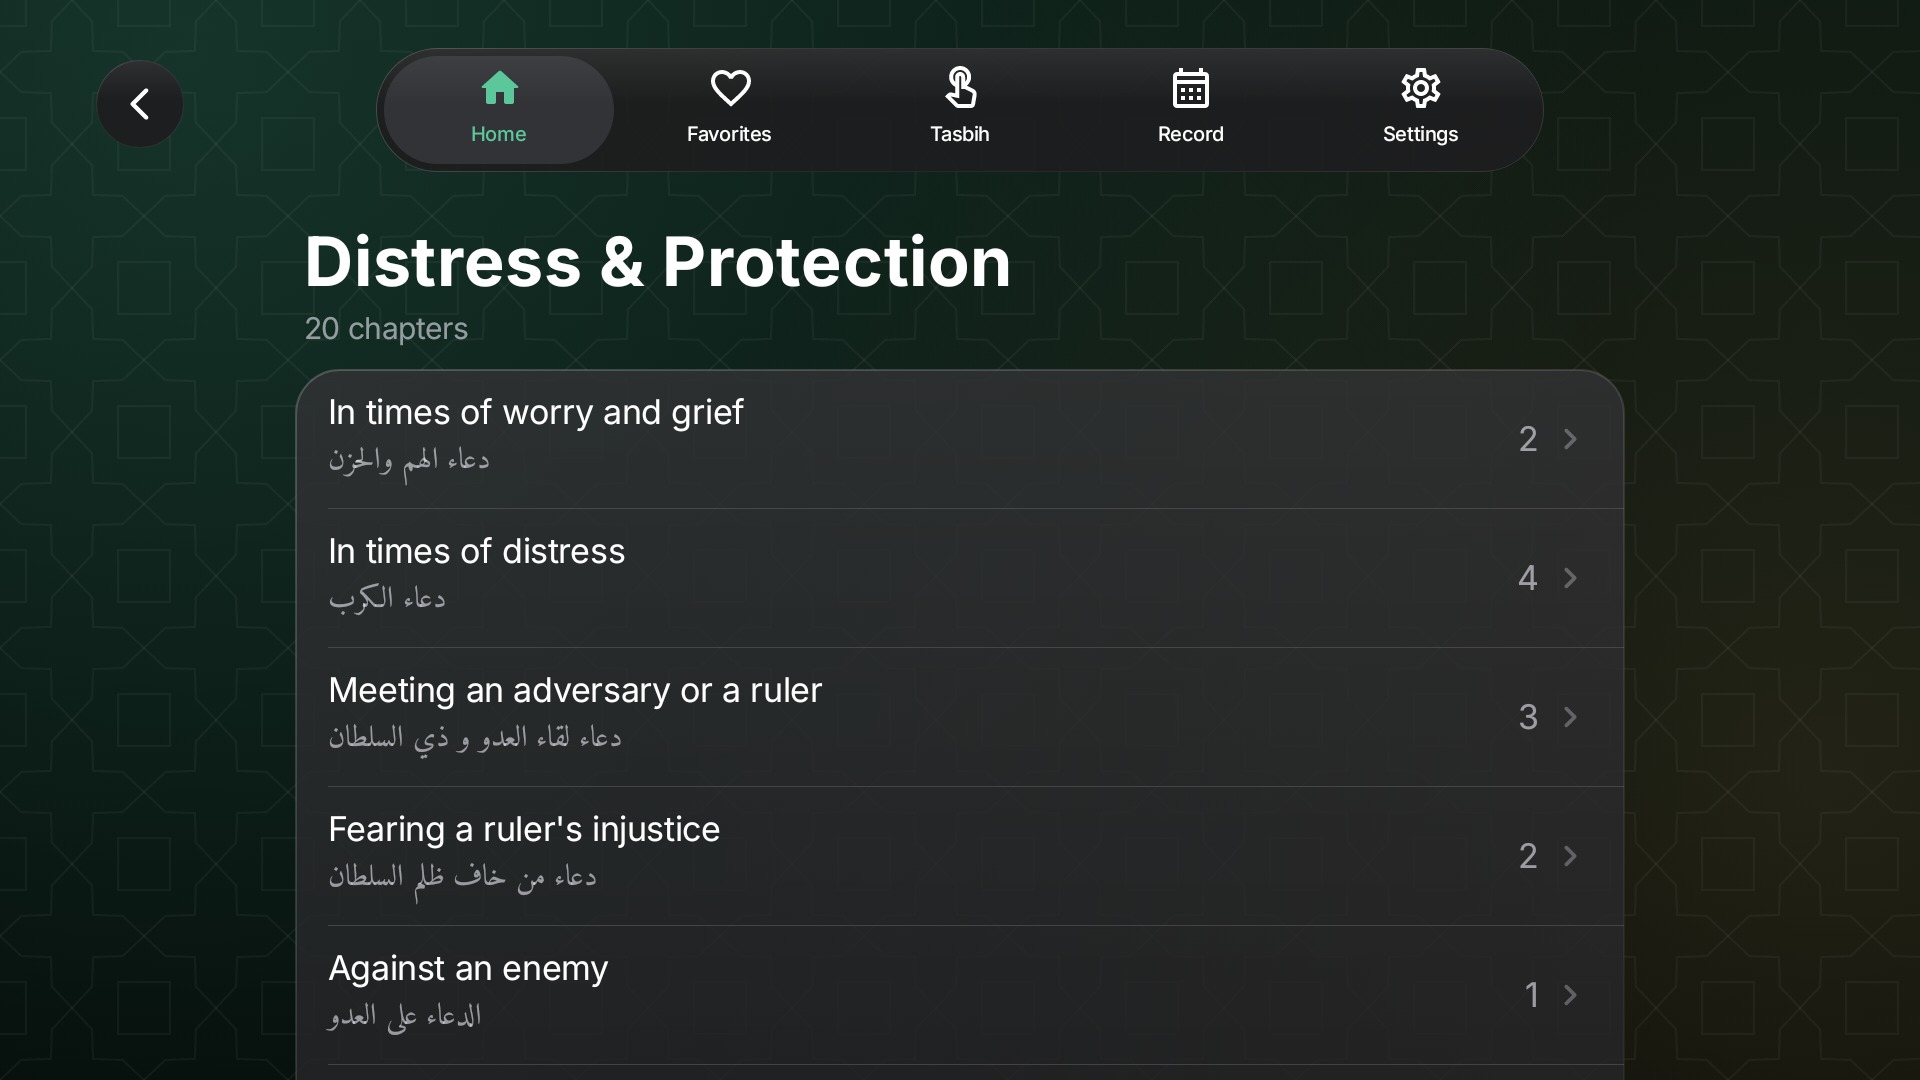 Home
Favorites
Tasbih
Record
Settings
Distress & Protection
20 chapters
In times of worry and grief
دعاء الهم والحزن
2
In times of distress
دعاء الكرب
4
Meeting an adversary or a ruler
دعاء لقاء العدو و ذي السلطان
3
Fearing a ruler's injustice
دعاء من خاف ظلم السلطان
2
Against an enemy
الدعاء على العدو
1